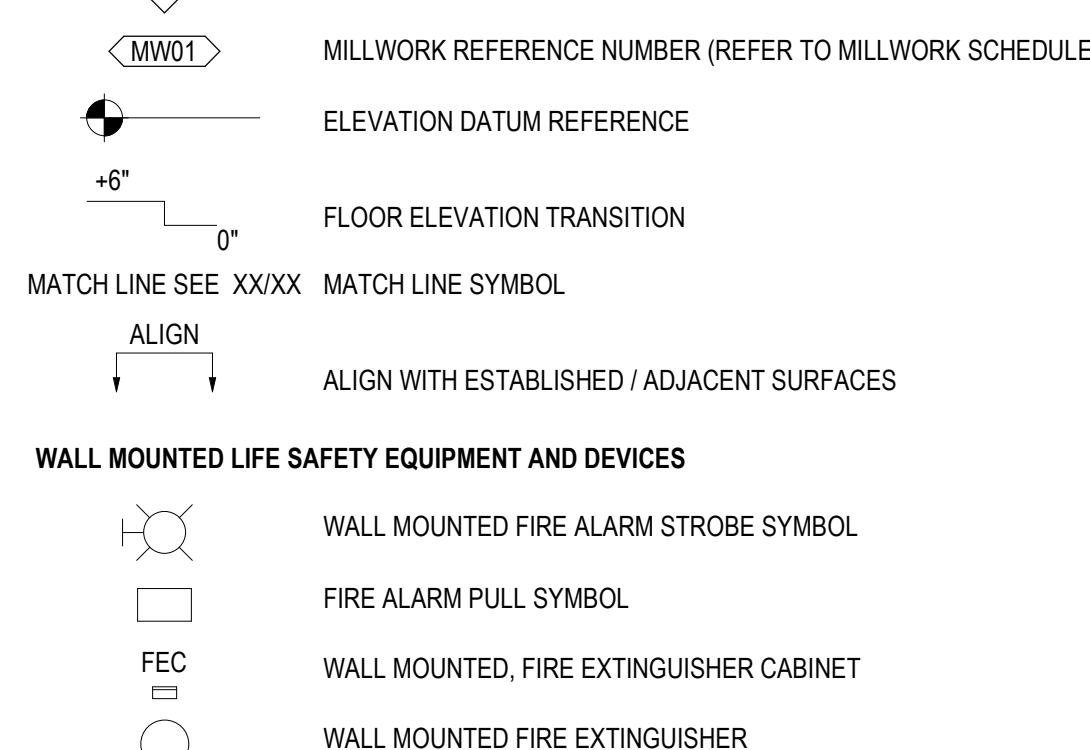 MW01 MILLWORK REFERENCE NUMBER (REFER TO MILLWORK SCHEDULE
ELEVATION DATUM REFERENCE
+6"
FLOOR ELEVATION TRANSITION
0"
MATCH LINE SEE XX/XX MATCH LINE SYMBOL
ALIGN
ALIGN WITH ESTABLISHED / ADJACENT SURFACES
WALL MOUNTED LIFE SAFETY EQUIPMENT AND DEVICES
WALL MOUNTED FIRE ALARM STROBE SYMBOL
FIRE ALARM PULL SYMBOL
FEC WALL MOUNTED, FIRE EXTINGUISHER CABINET
WALL MOUNTED FIRE EXTINGUISHER